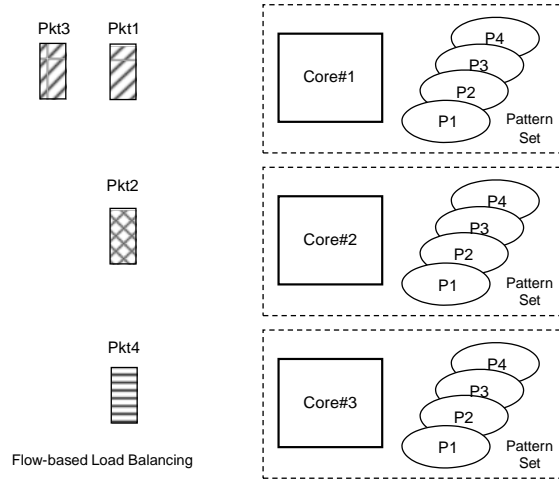 Pkt3 Pkt1
Core#1
P4
P3
P2
P1
Pattern
Set
Pkt2
Core#2
P4
P3
P2
P1
Pattern
Set
Pkt4
Core#3
P4
P3
P2
P1
Pattern
Set
Flow-based Load Balancing